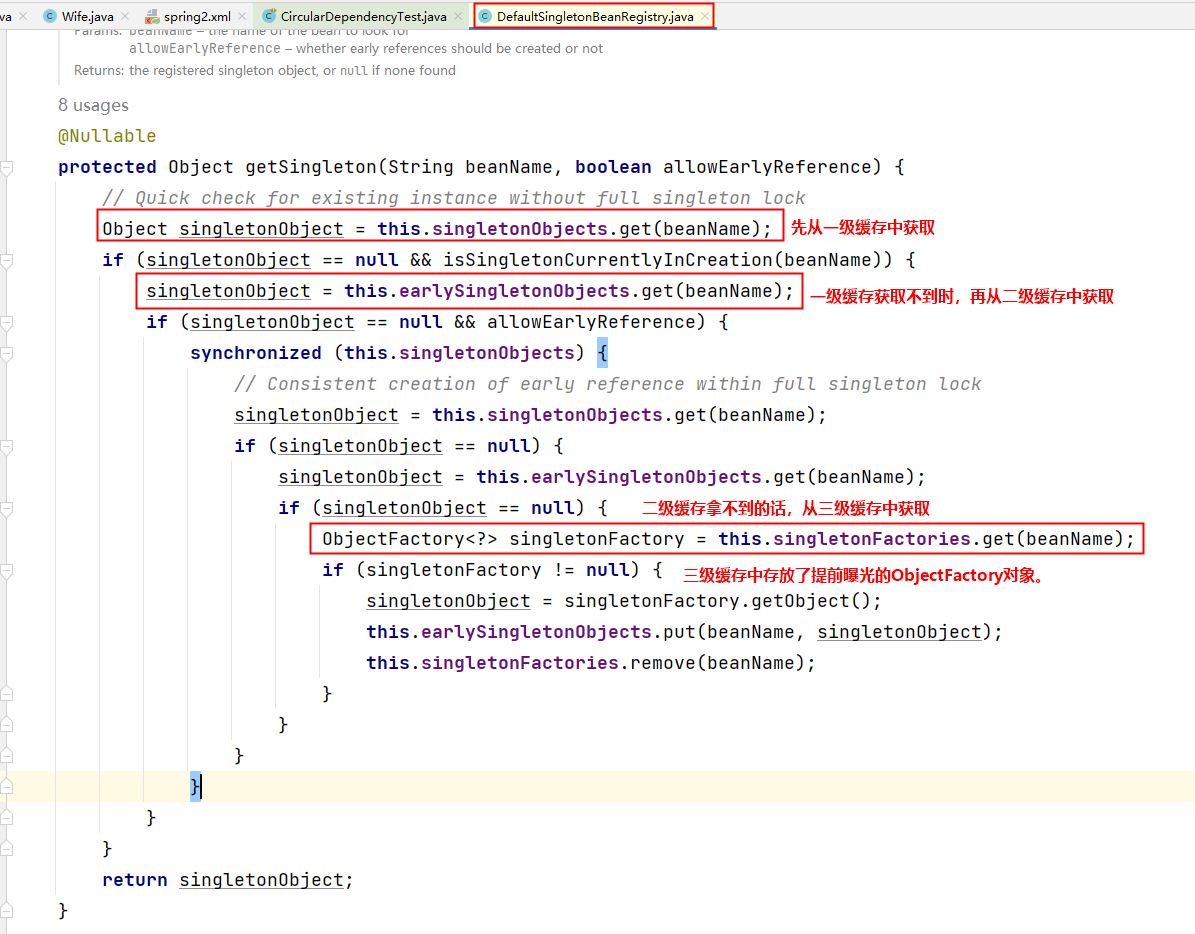 va Wife.java spring2.xml CircularDependencyTest.java DefaultSingletonBeanRegistry.java
Params: beanName – the name of the bean to look for
allowEarlyReference – whether early references should be created or not
Returns: the registered singleton object, or null if none found
8 usages
@Nullable
protected Object getSingleton(String beanName, boolean allowEarlyReference) {
// Quick check for existing instance without full singleton lock
Object singletonObject = this.singletonObjects.get(beanName); 先从一级缓存中获取
if (singletonObject == null && isSingletonCurrentlyInCreation(beanName)) {
singletonObject = this.earlySingletonObjects.get(beanName); 一级缓存获取不到时，再从二级缓存中获取
if (singletonObject == null && allowEarlyReference) {
synchronized (this.singletonObjects) {
// Consistent creation of early reference within full singleton lock
singletonObject = this.singletonObjects.get(beanName);
if (singletonObject == null) {
singletonObject = this.earlySingletonObjects.get(beanName);
if (singletonObject == null) { 二级缓存拿不到的话，从三级缓存中获取
ObjectFactory<?> singletonFactory = this.singletonFactories.get(beanName);
if (singletonFactory != null) { 三级缓存中存放了提前曝光的ObjectFactory对象。
singletonObject = singletonFactory.getObject();
this.earlySingletonObjects.put(beanName, singletonObject);
this.singletonFactories.remove(beanName);
}
}
}
}
}
}
return singletonObject;
}